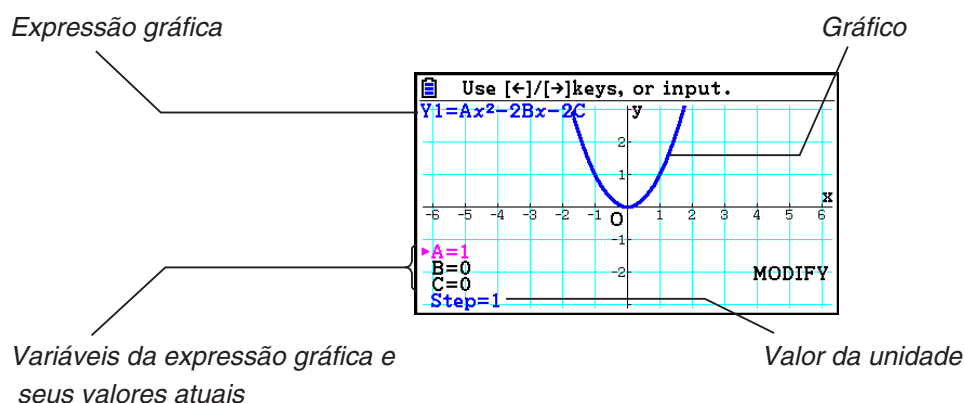 Expressão gráfica
Gráfico
Use [←]/[→]keys, or input.
Y1=Ax²-2Bx-2C
y
2
1
x
-6 -5 -4 -3 -2 -1 O 1 2 3 4 5 6
-1
▸A=1
B=0
-2
MODIFY
C=0
Step=1
Variáveis da expressão gráfica e
seus valores atuais
Valor da unidade